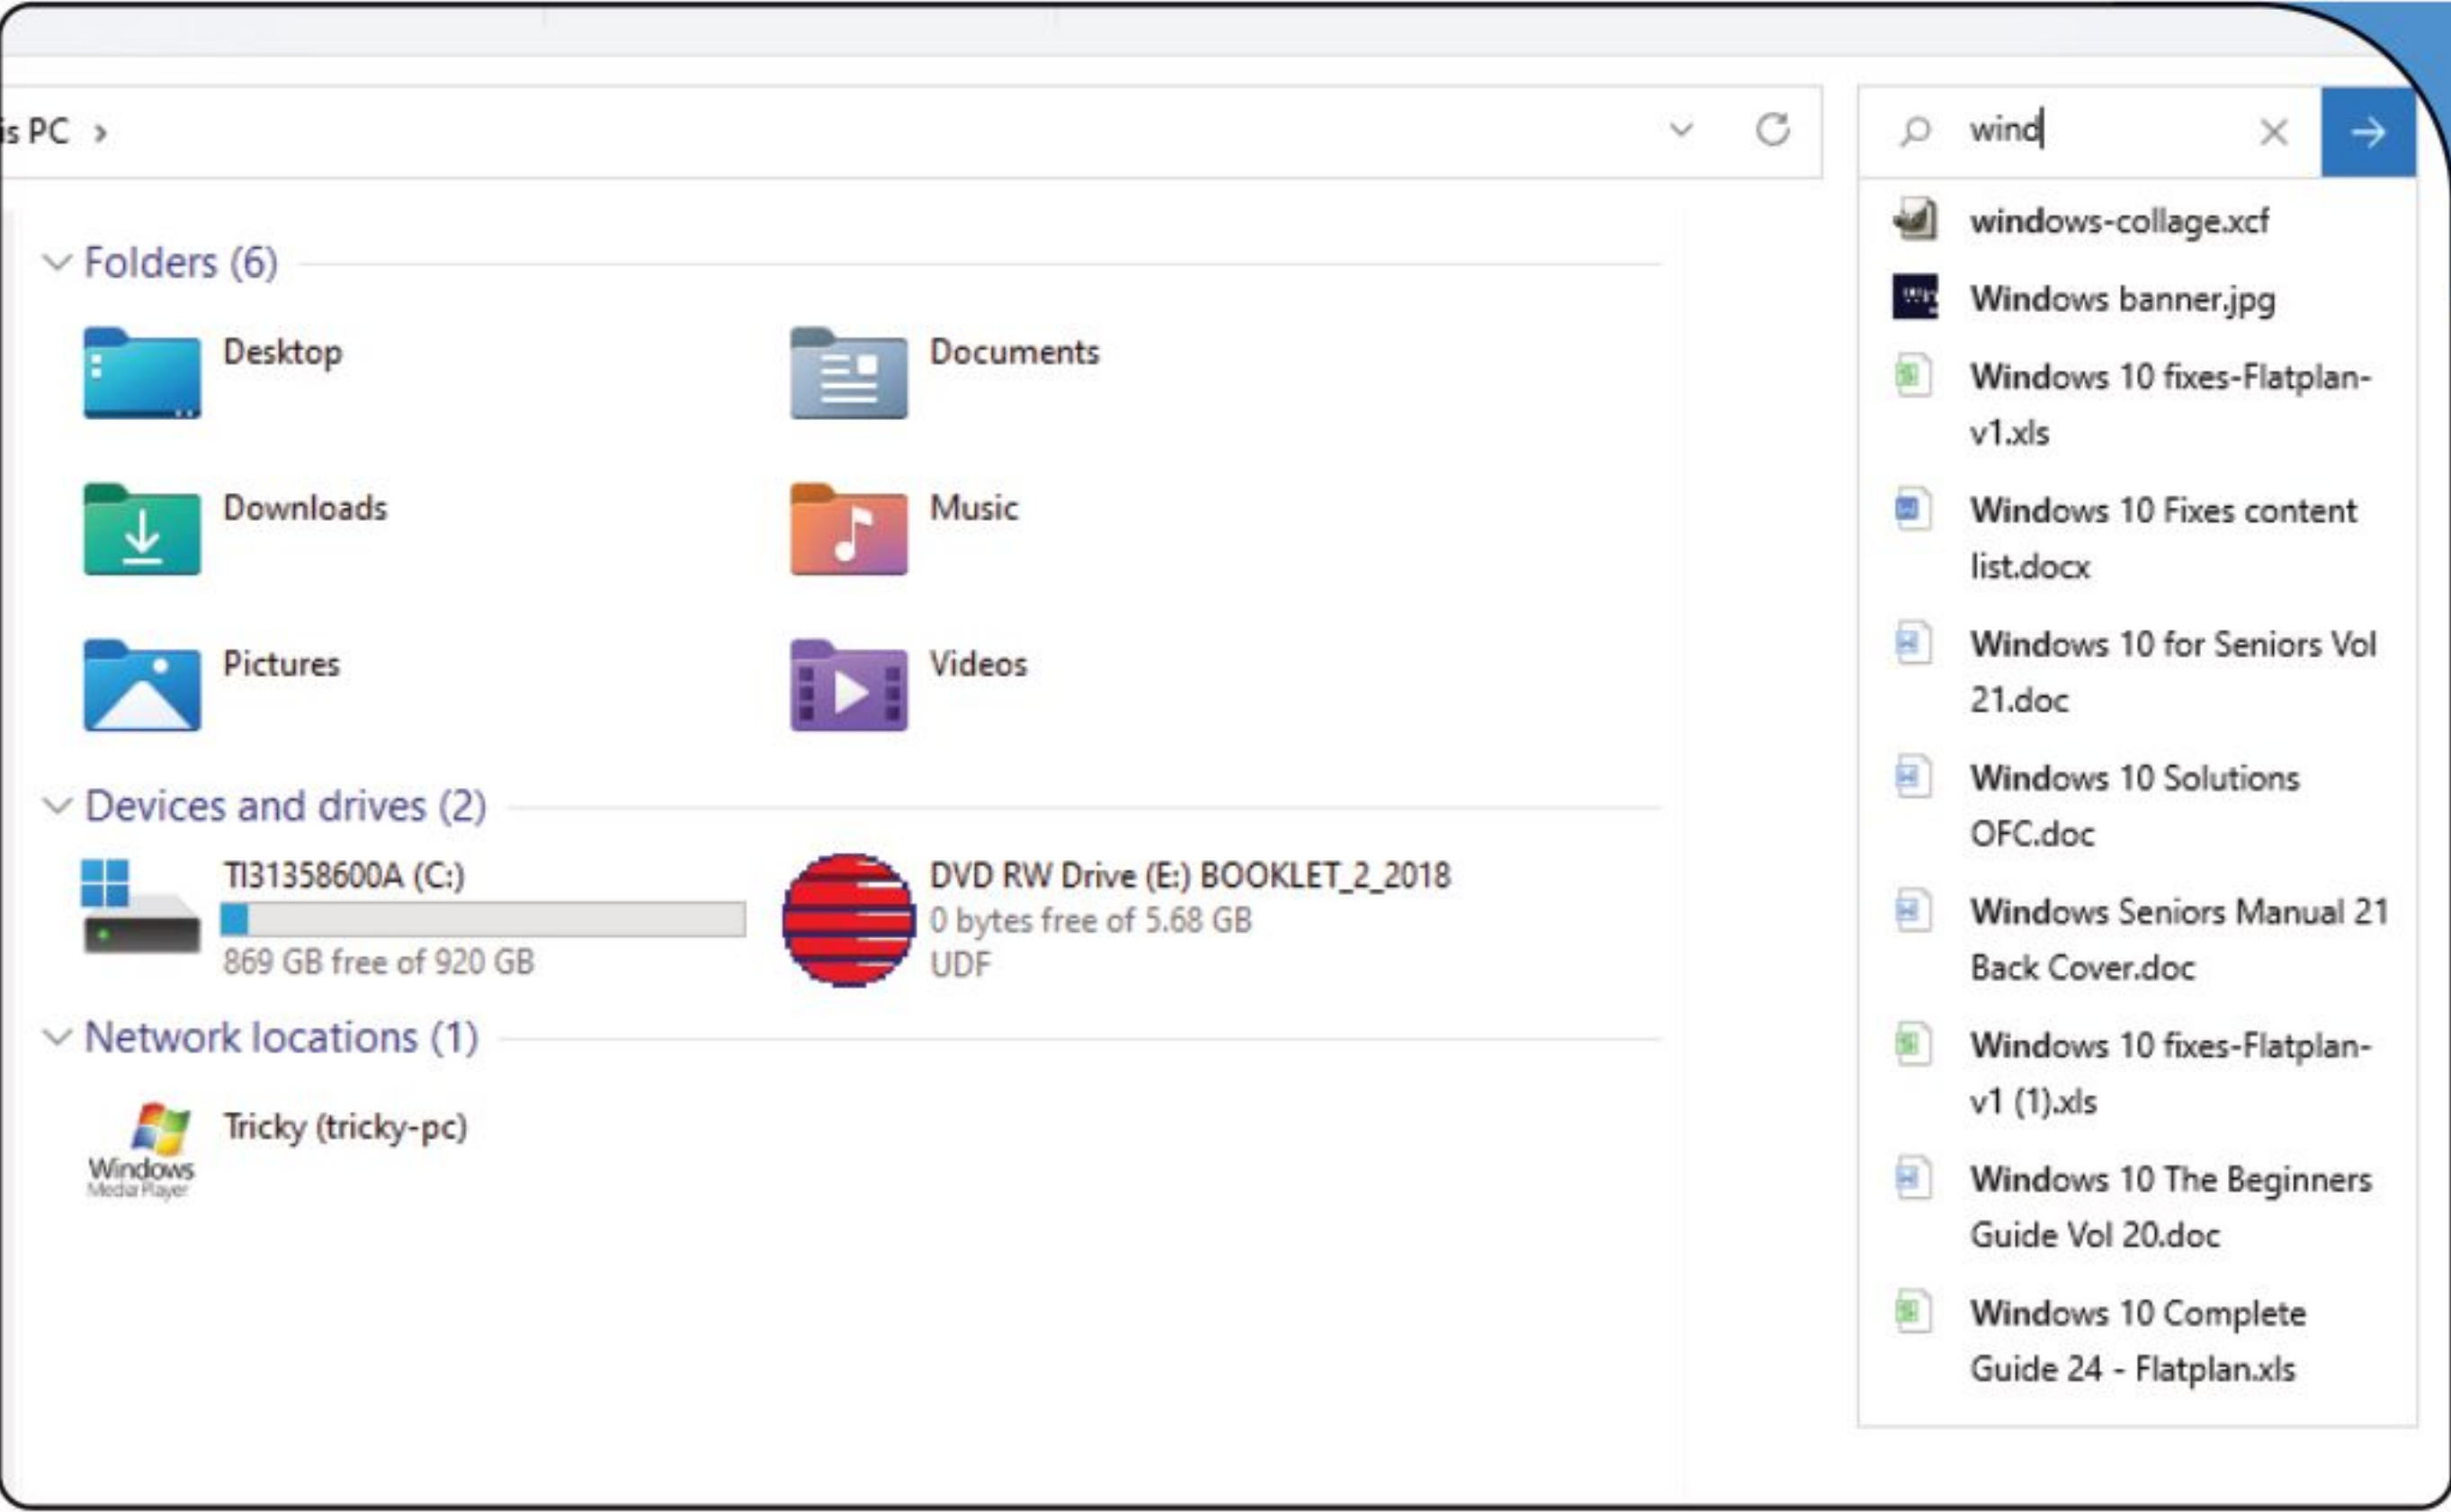 is PC >
wind
Folders (6)
Desktop
Documents
Downloads
Music
Pictures
Videos
Devices and drives (2)
TI31358600A (C:)
869 GB free of 920 GB
DVD RW Drive (E:) BOOKLET_2_2018
0 bytes free of 5.68 GB
UDF
Network locations (1)
Tricky (tricky-pc)
Windows
Media Player
windows-collage.xcf
Windows banner.jpg
Windows 10 fixes-Flatplan-
v1.xls
Windows 10 Fixes content
list.docx
Windows 10 for Seniors Vol
21.doc
Windows 10 Solutions
OFC.doc
Windows Seniors Manual 21
Back Cover.doc
Windows 10 fixes-Flatplan-
v1 (1).xls
Windows 10 The Beginners
Guide Vol 20.doc
Windows 10 Complete
Guide 24 - Flatplan.xls